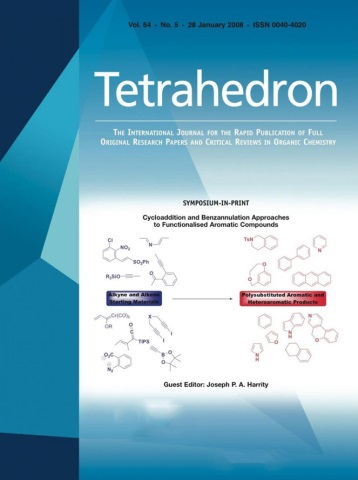 Vol. 64 • No. 5 • 28 January 2008 • ISSN 0040-4020
Tetrahedron
The International Journal for the Rapid Publication of Full
Original Research Papers and Critical Reviews in Organic Chemistry
SYMPOSIUM-IN-PRINT
Cycloaddition and Benzannulation Approaches
to Functionalised Aromatic Compounds
Cl
NO₂
SO₂Ph
N
R₃SiO
O
TsN
N
O
O
Alkyne and Alkene
Starting Materials
Polysubstituted Aromatic and
Heteroaromatic Products
Cr(CO)₅
OR
S
I
I
O
C
TIPS
O₂C
N₂
B
O
O
N
H
O
N
H
N
O
Guest Editor: Joseph P. A. Harrity